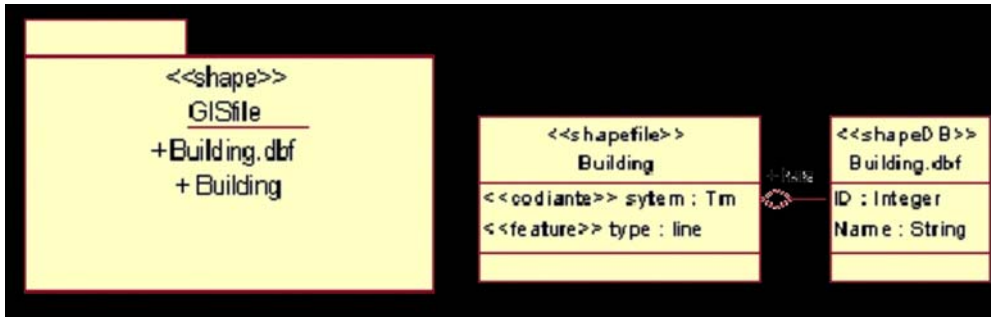 <<shape>>
GISfile
+Building.dbf
+ Building
<<shapefile>>
Building
<<codiante>> sytem : Tm
<<feature>> type : line
<<shapeDB>>
Building.dbf
ID : Integer
Name : String